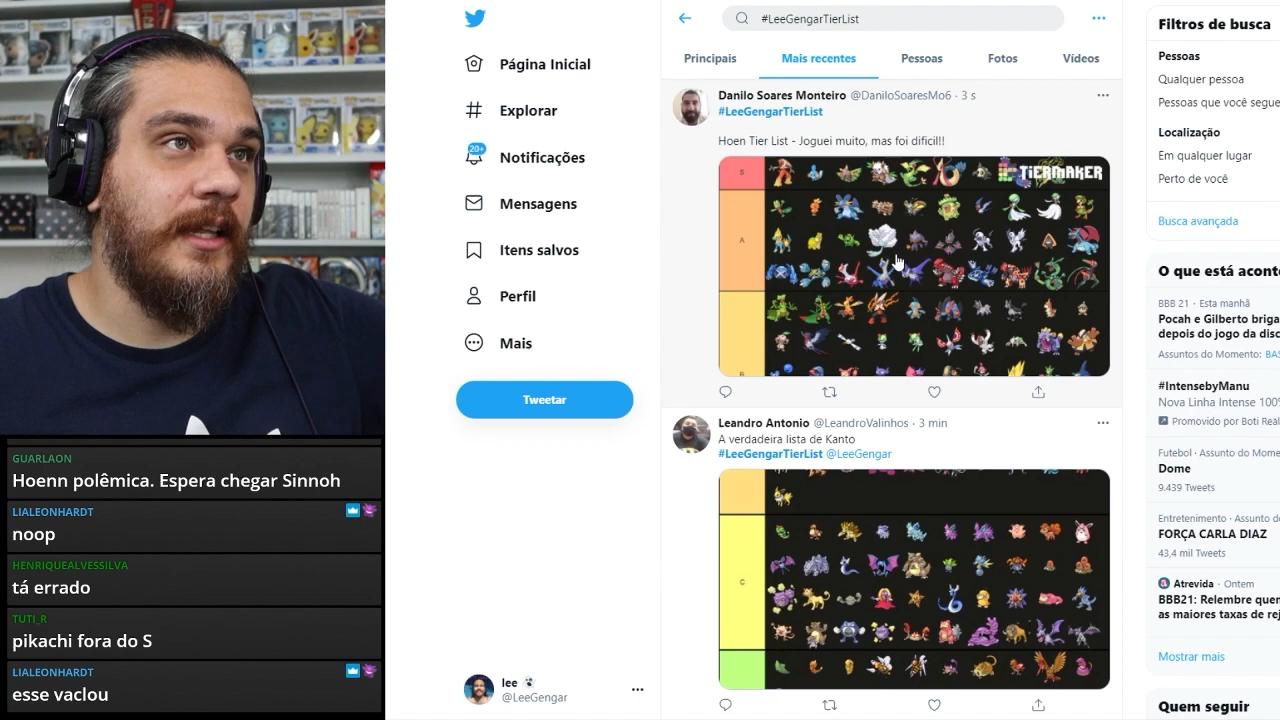 GUARLAON
Hoenn polêmica. Espera chegar Sinnoh
LIALEONHARDT
noop
HENRIQUEALVESSILVA
tá errado
TUTI_R
pikachi fora do S
LIALEONHARDT
esse vaclou
Página Inicial
Explorar
20+
Notificações
Mensagens
Itens salvos
Perfil
Mais
Tweetar
lee
@LeeGengar
#LeeGengarTierList
Principais
Mais recentes
Pessoas
Fotos
Vídeos
Danilo Soares Monteiro @DaniloSoaresMo6 · 3 s
#LeeGengarTierList
Hoen Tier List - Joguei muito, mas foi dificil!!
S
TiERMAKER
A
B
Leandro Antonio @LeandroValinhos · 3 min
A verdadeira lista de Kanto
#LeeGengarTierList @LeeGengar
C
Filtros de busca
Pessoas
Qualquer pessoa
Pessoas que você segue
Localização
Em qualquer lugar
Perto de você
Busca avançada
O que está acont
BBB 21 · Esta manhã
Pocah e Gilberto briga
depois do jogo da disc
Assuntos do Momento: BAS
#IntensebyManu
Nova Linha Intense 100%
Promovido por Boti Real
Futebol · Assunto do Mome
Dome
9.439 Tweets
Entretenimento · Assunto d
FORÇA CARLA DIAZ
43,4 mil Tweets
Atrevida · Ontem
BBB21: Relembre quen
as maiores taxas de rej
Mostrar mais
Quem seguir